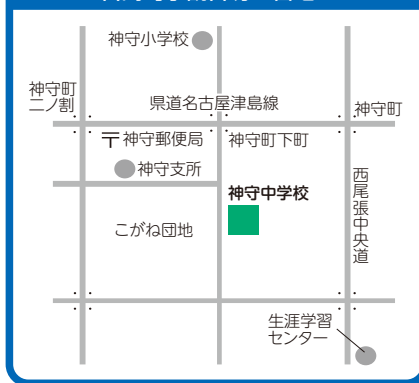 神守小学校
神守町
二ノ割
県道名古屋津島線
神守町
〒神守郵便局
神守町下町
神守支所
神守中学校
西尾張中央道
こがね団地
生涯学習
センター